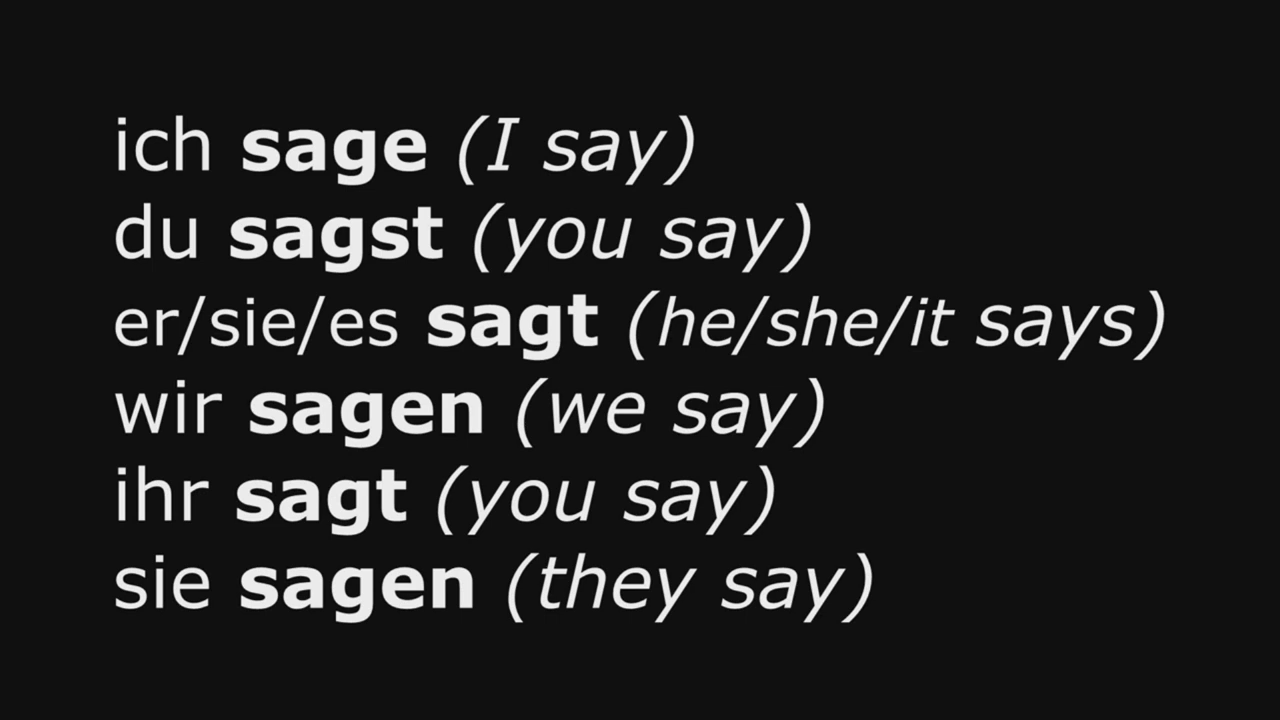 ich sage (I say)
du sagst (you say)
er/sie/es sagt (he/she/it says)
wir sagen (we say)
ihr sagt (you say)
sie sagen (they say)